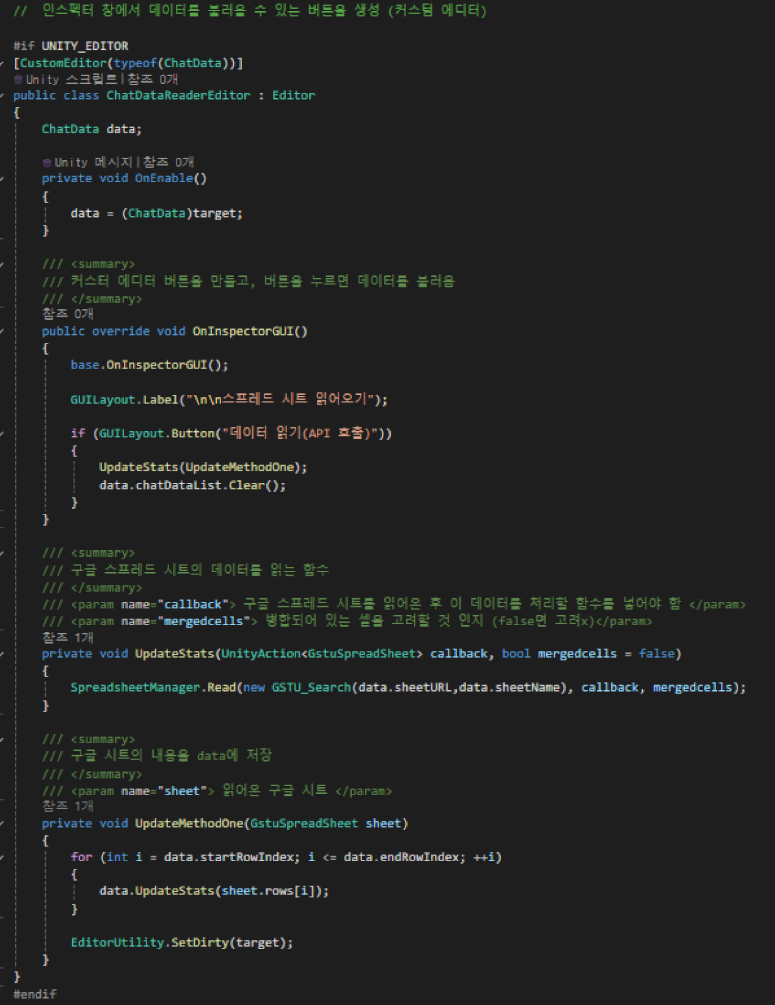 // 인스펙터 창에서 데이터를 불러올 수 있는 버튼을 생성 (커스텀 에디터)
#if UNITY_EDITOR
[CustomEditor(typeof(ChatData))]
Unity 스크립트|참조 0개
public class ChatDataReaderEditor : Editor
{
ChatData data;
Unity 메시지|참조 0개
private void OnEnable()
{
data = (ChatData)target;
}
/// <summary>
/// 커스터 에디터 버튼을 만들고, 버튼을 누르면 데이터를 불러옴
/// </summary>
참조 0개
public override void OnInspectorGUI()
{
base.OnInspectorGUI();
GUILayout.Label("\n\n스프레드 시트 읽어오기");
if (GUILayout.Button("데이터 읽기(API 호출)"))
{
UpdateStats(UpdateMethodOne);
data.chatDataList.Clear();
}
}
/// <summary>
/// 구글 스프레드 시트의 데이터를 읽는 함수
/// </summary>
/// <param name="callback"> 구글 스프레드 시트를 읽어온 후 이 데이터를 처리할 함수를 넣어야 함 </param>
/// <param name="mergedcells"> 병합되어 있는 셀을 고려할 것 인지 (false면 고려x)</param>
참조 1개
private void UpdateStats(UnityAction<GstuSpreadSheet> callback, bool mergedcells = false)
{
SpreadsheetManager.Read(new GSTU_Search(data.sheetURL,data.sheetName), callback, mergedcells);
}
/// <summary>
/// 구글 시트의 내용을 data에 저장
/// </summary>
/// <param name="sheet"> 읽어온 구글 시트 </param>
참조 1개
private void UpdateMethodOne(GstuSpreadSheet sheet)
{
for (int i = data.startRowIndex; i <= data.endRowIndex; ++i)
{
data.UpdateStats(sheet.rows[i]);
}
EditorUtility.SetDirty(target);
}
}
#endif